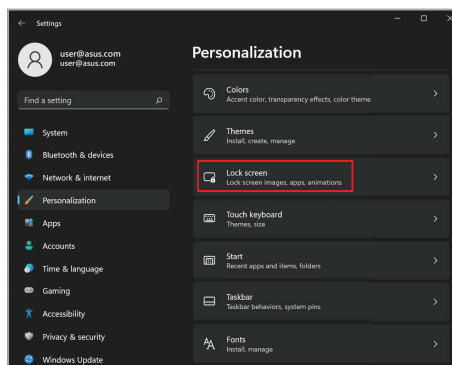 Settings
user@asus.com
user@asus.com
Find a setting
System
Bluetooth & devices
Network & internet
Personalization
Apps
Accounts
Time & language
Gaming
Accessibility
Privacy & security
Windows Update
Personalization
Colors
Accent color, transparency effects, color theme
Themes
Install, create, manage
Lock screen
Lock screen images, apps, animations
Touch keyboard
Themes, size
Start
Recent apps and items, folders
Taskbar
Taskbar behaviors, system pins
Fonts
Install, manage